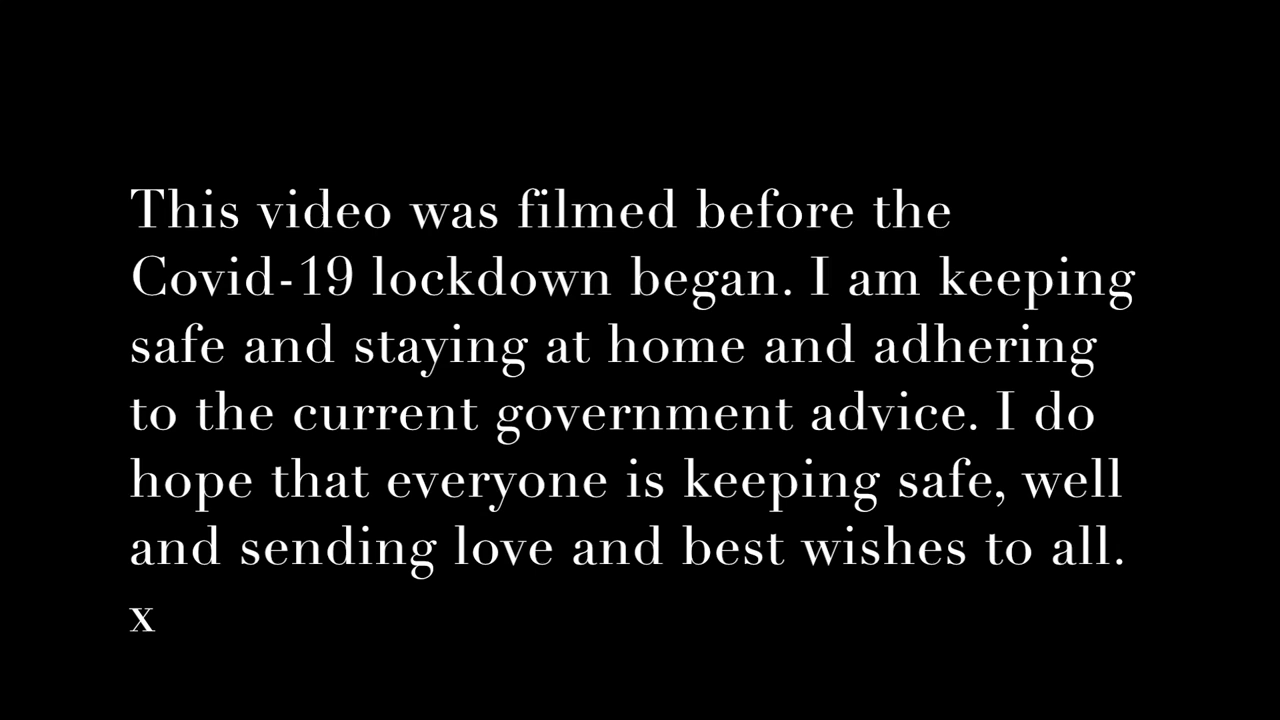 This video was filmed before the
Covid-19 lockdown began. I am keeping
safe and staying at home and adhering
to the current government advice. I do
hope that everyone is keeping safe, well
and sending love and best wishes to all.
x